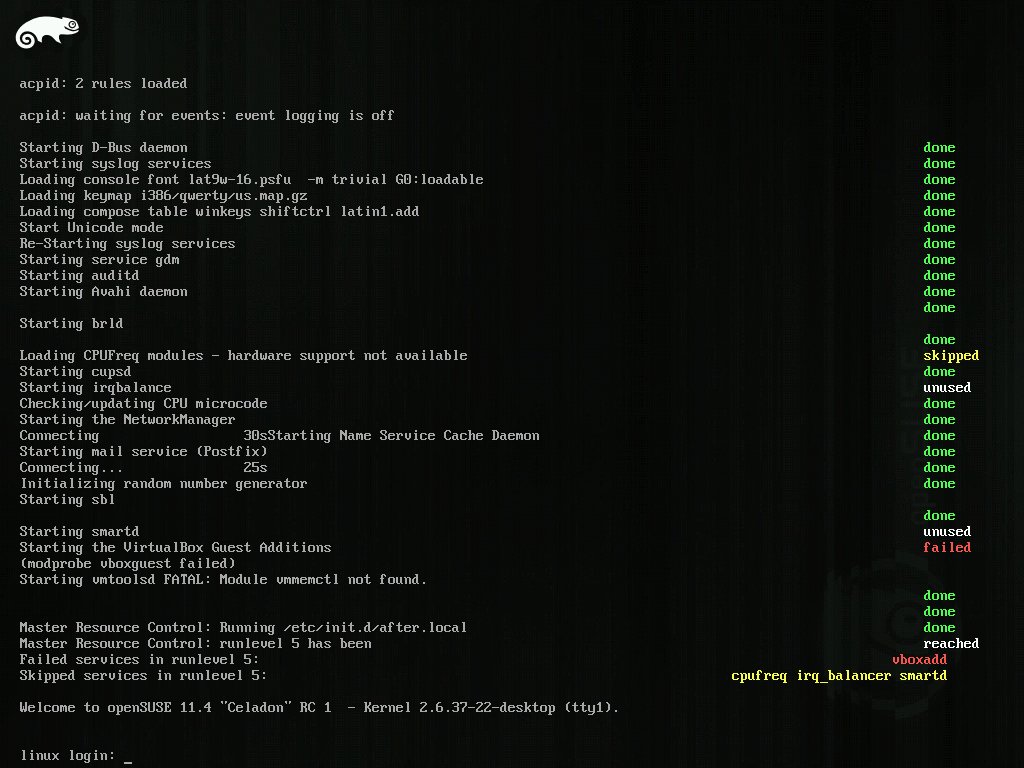 acpid: 2 rules loaded
acpid: waiting for events: event logging is off
Starting D-Bus daemon done
Starting syslog services done
Loading console font lat9w-16.psfu -m trivial G0:loadable done
Loading keymap i386/qwerty/us.map.gz done
Loading compose table winkeys shiftctrl latin1.add done
Start Unicode mode done
Re-Starting syslog services done
Starting service gdm done
Starting auditd done
Starting Avahi daemon done
done
Starting brld
done
Loading CPUFreq modules - hardware support not available skipped
Starting cupsd done
Starting irqbalance unused
Checking/updating CPU microcode done
Starting the NetworkManager done
Connecting 30sStarting Name Service Cache Daemon done
Starting mail service (Postfix) done
Connecting... 25s done
Initializing random number generator done
Starting sbl
done
Starting smartd unused
Starting the VirtualBox Guest Additions failed
(modprobe vboxguest failed)
Starting vmtoolsd FATAL: Module vmmemctl not found.
done
done
Master Resource Control: Running /etc/init.d/after.local done
Master Resource Control: runlevel 5 has been reached
Failed services in runlevel 5: vboxadd
Skipped services in runlevel 5: cpufreq irq_balancer smartd
Welcome to openSUSE 11.4 "Celadon" RC 1 - Kernel 2.6.37-22-desktop (tty1).
linux login: _